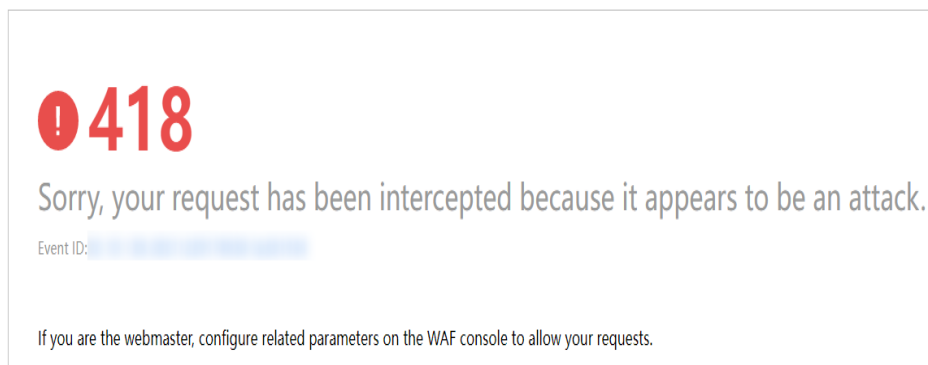 ! 418
Sorry, your request has been intercepted because it appears to be an attack.
Event ID:
If you are the webmaster, configure related parameters on the WAF console to allow your requests.